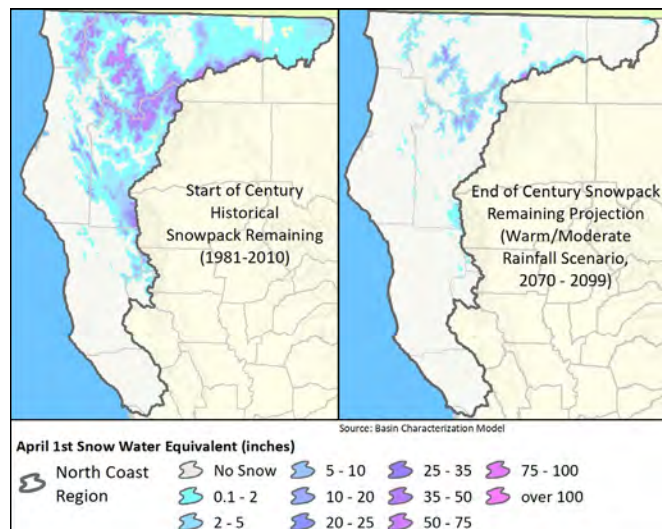 Start of Century
Historical
Snowpack Remaining
(1981-2010)
End of Century Snowpack
Remaining Projection
(Warm/Moderate
Rainfall Scenario,
2070 - 2099)
Source: Basin Characterization Model
April 1st Snow Water Equivalent (inches)
North Coast
Region
No Snow
0.1 - 2
2 - 5
5 - 10
10 - 20
20 - 25
25 - 35
35 - 50
50 - 75
75 - 100
over 100